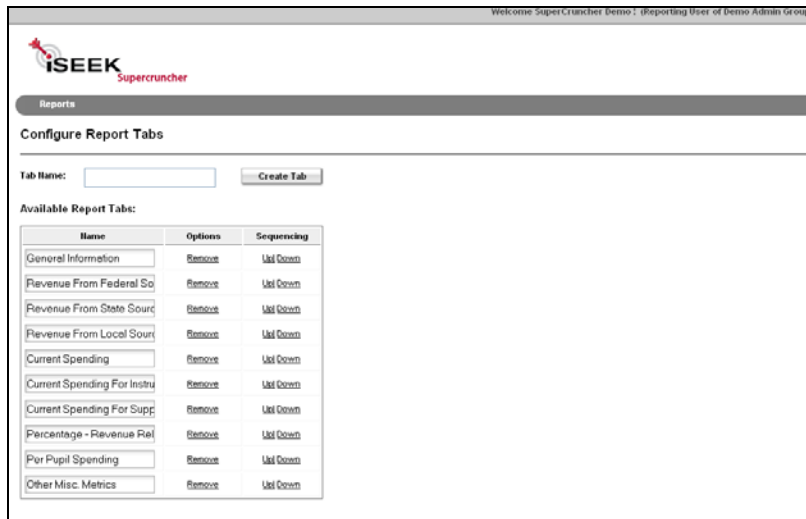 Welcome SuperCruncher Demo ! (Reporting User of Demo Admin Group
iSEEK
Supercruncher
Reports
Configure Report Tabs
Tab Name:
Create Tab
Available Report Tabs:
Name Options Sequencing
General Information Remove Up| Down
Revenue From Federal So Remove Up| Down
Revenue From State Sourc Remove Up| Down
Revenue From Local Sourc Remove Up| Down
Current Spending Remove Up| Down
Current Spending For Instru Remove Up| Down
Current Spending For Supp Remove Up| Down
Percentage - Revenue Rel Remove Up| Down
Per Pupil Spending Remove Up| Down
Other Misc. Metrics Remove Up| Down